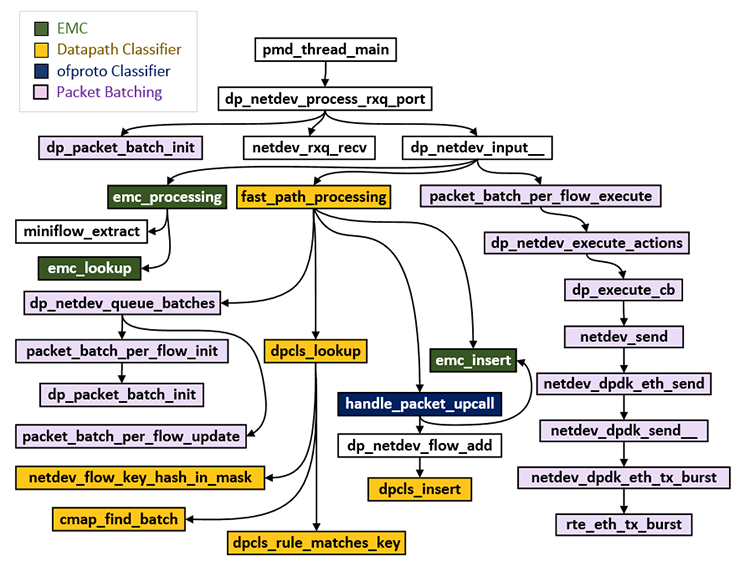 EMC
Datapath Classifier
ofproto Classifier
Packet Batching
pmd_thread_main
dp_netdev_process_rxq_port
dp_packet_batch_init
netdev_rxq_recv
dp_netdev_input__
emc_processing
fast_path_processing
packet_batch_per_flow_execute
miniflow_extract
dp_netdev_execute_actions
emc_lookup
dp_execute_cb
dp_netdev_queue_batches
netdev_send
packet_batch_per_flow_init
dpcls_lookup
emc_insert
netdev_dpdk_eth_send
dp_packet_batch_init
handle_packet_upcall
netdev_dpdk_send__
packet_batch_per_flow_update
dp_netdev_flow_add
netdev_flow_key_hash_in_mask
netdev_dpdk_eth_tx_burst
dpcls_insert
cmap_find_batch
rte_eth_tx_burst
dpcls_rule_matches_key